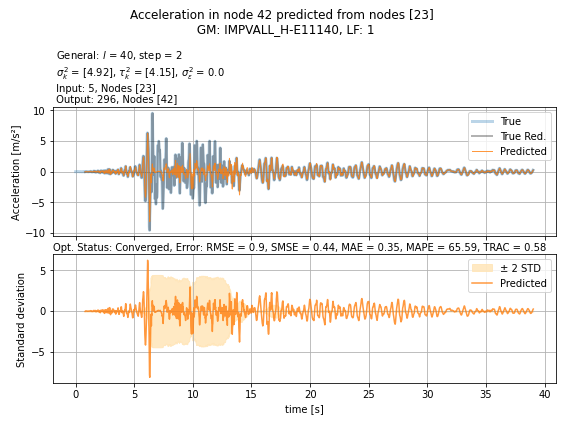 Acceleration in node 42 predicted from nodes [23]
GM: IMPVALL_H-E11140, LF: 1
General: l = 40, step = 2
σ²ₖ = [4.92], τ²ₖ = [4.15], σ²ε = 0.0
Input: 5, Nodes [23]
Output: 296, Nodes [42]
10
5
0
−5
−10
Acceleration [m/s²]
True
True Red.
Predicted
Opt. Status: Converged, Error: RMSE = 0.9, SMSE = 0.44, MAE = 0.35, MAPE = 65.59, TRAC = 0.58
5
0
−5
Standard deviation
± 2 STD
Predicted
0 5 10 15 20 25 30 35 40
time [s]